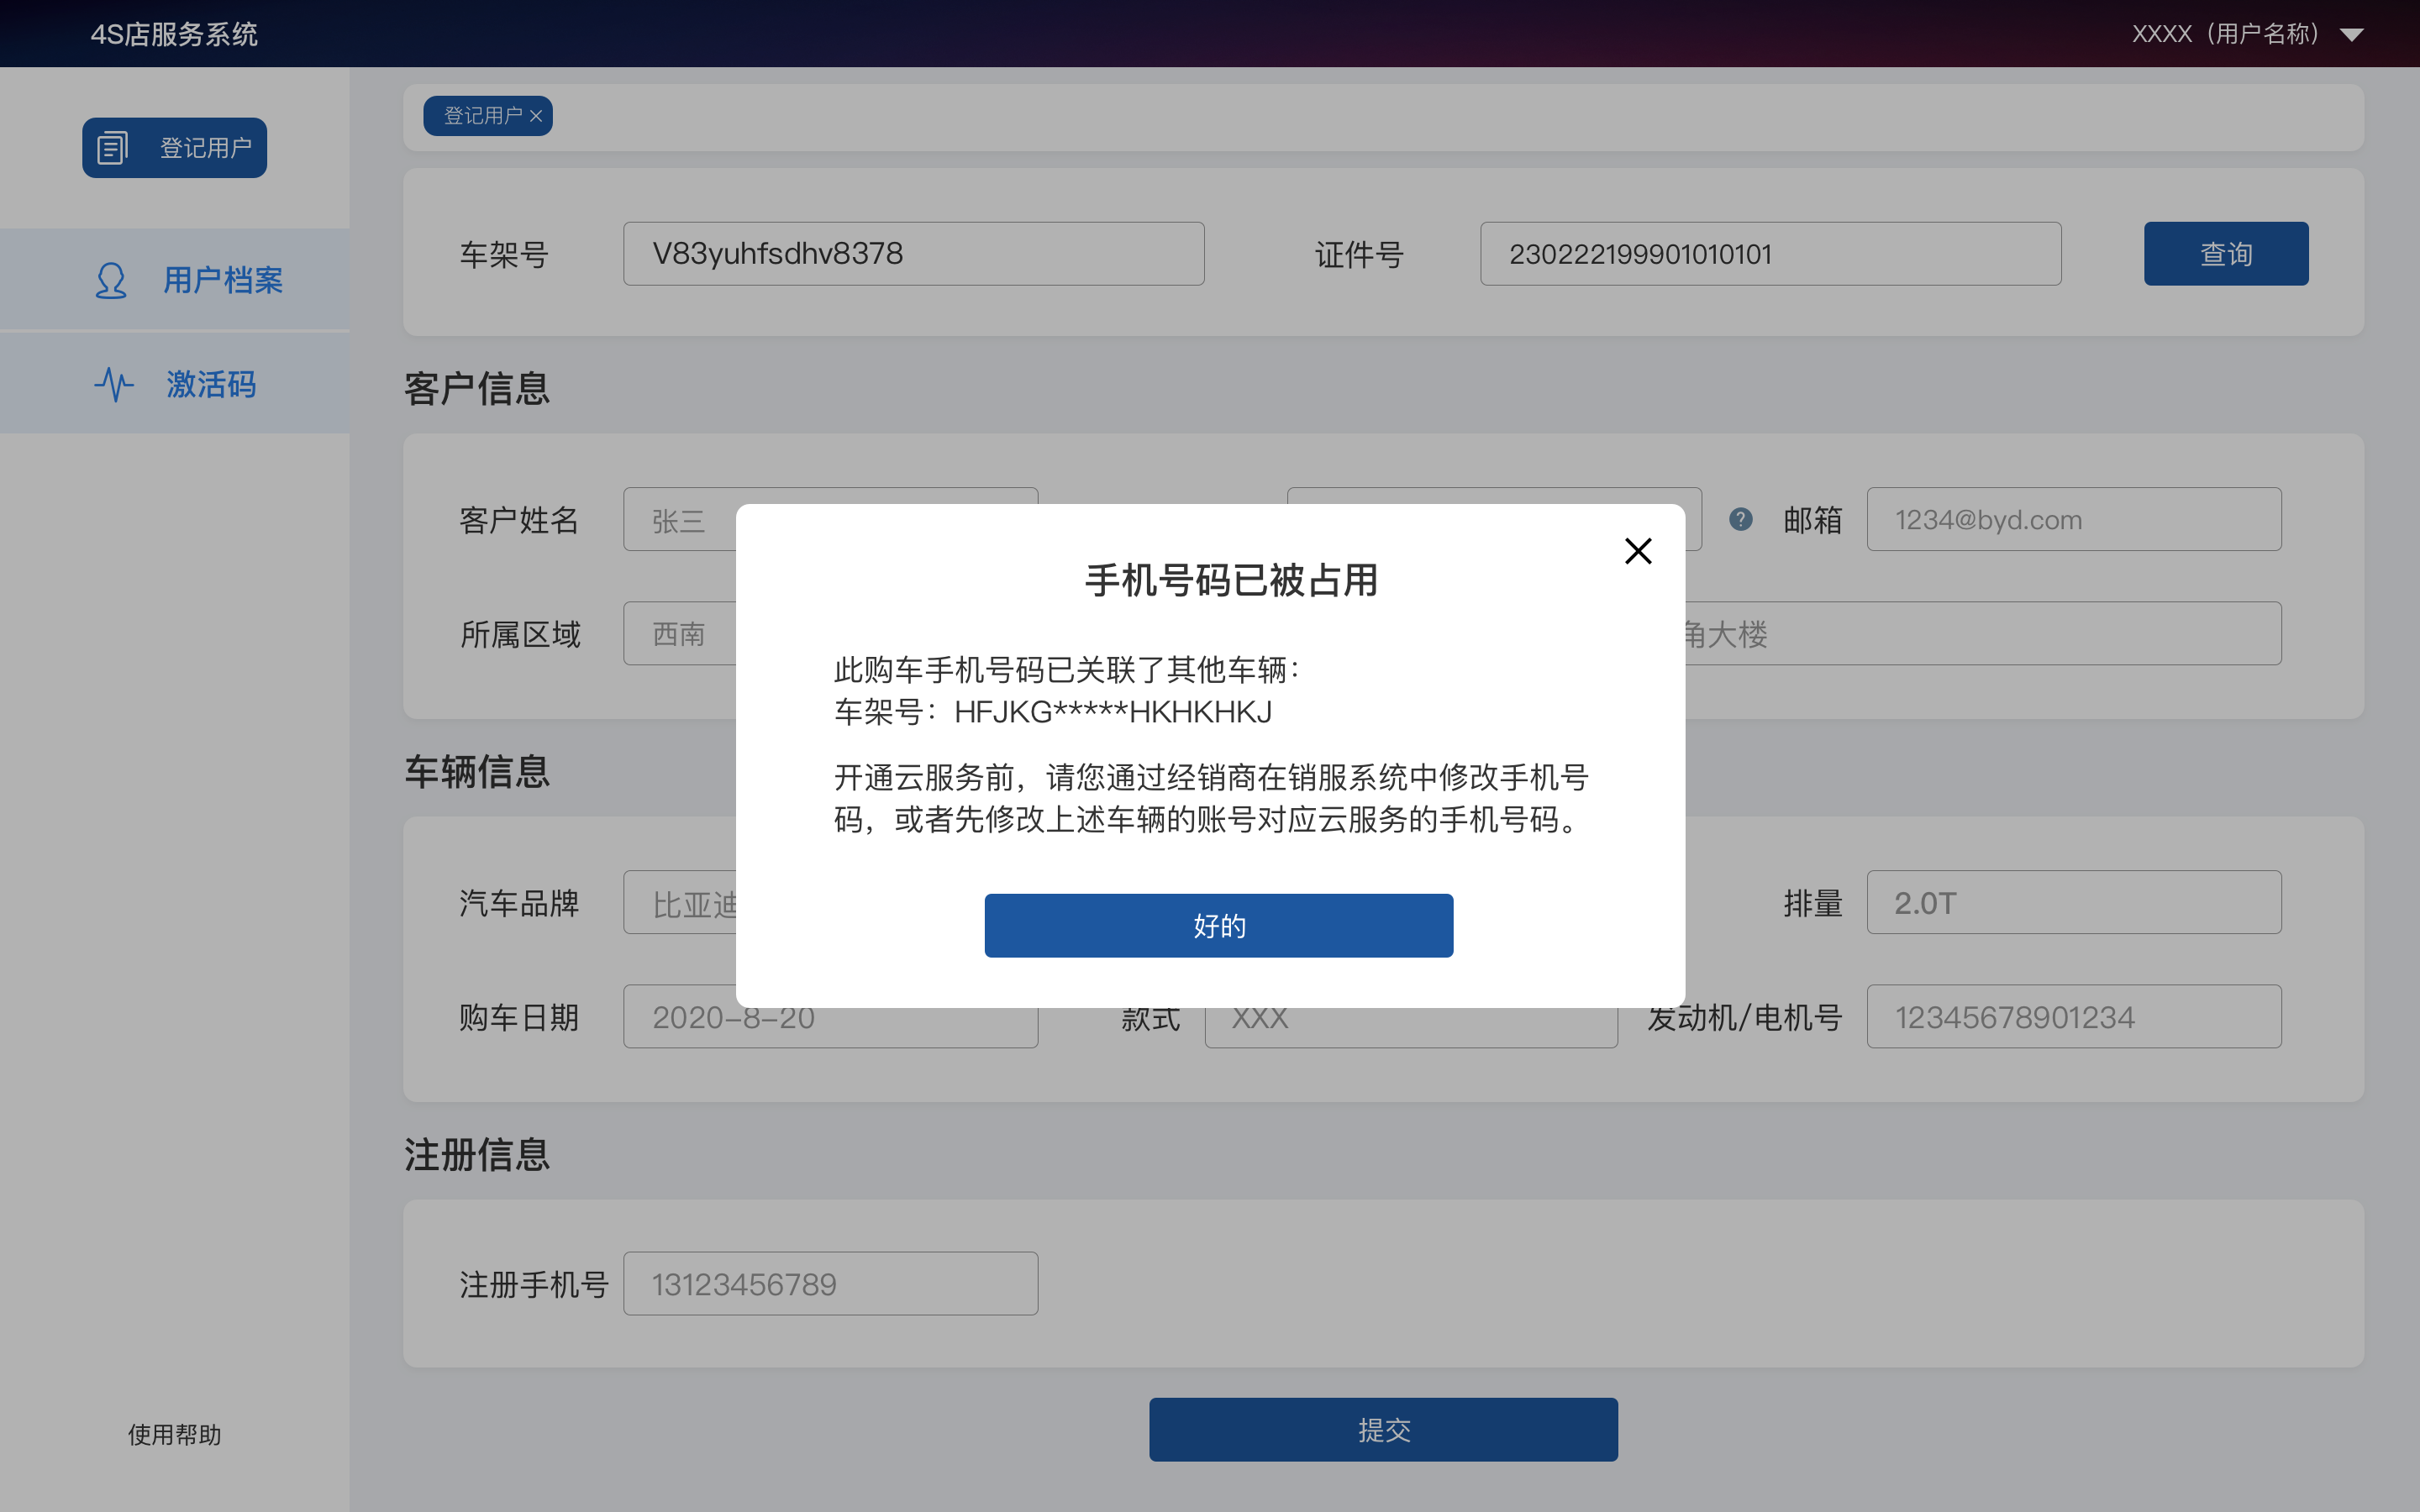 4S店服务系统
XXXX（用户名称）
登记用户
登记用户
用户档案
激活码
使用帮助
车架号 V83yuhfsdhv8378 证件号 230222199901010101 查询
客户信息
客户姓名 张三 ? 邮箱 1234@byd.com
所属区域 西南 角大楼
手机号码已被占用
此购车手机号码已关联了其他车辆：
车架号：HFJKG*****HKHKHKJ
开通云服务前，请您通过经销商在销服系统中修改手机号
码，或者先修改上述车辆的账号对应云服务的手机号码。
好的
车辆信息
汽车品牌 比亚迪 排量 2.0T
购车日期 2020-8-20 款式 XXX 发动机/电机号 12345678901234
注册信息
注册手机号 13123456789
提交